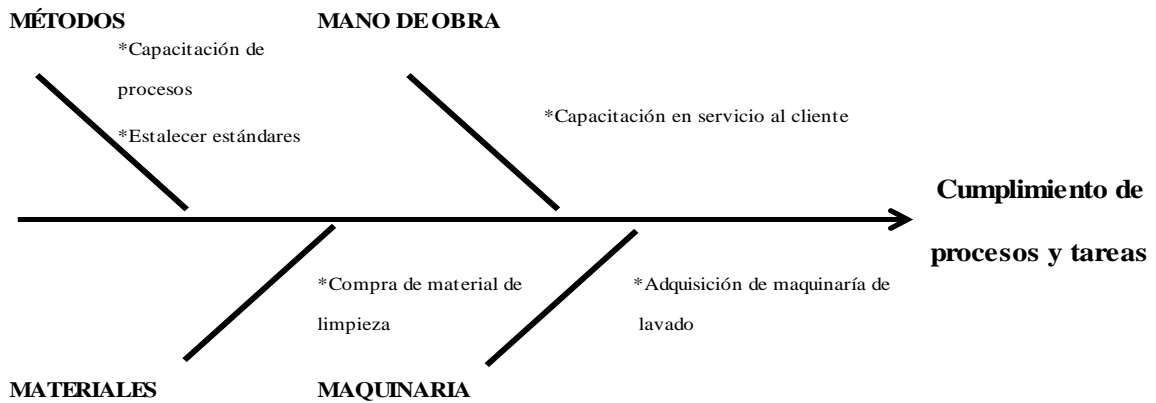 MÉTODOS
MANO DE OBRA
*Capacitación de
procesos
*Estalecer estándares
*Capacitación en servicio al cliente
Cumplimiento de
procesos y tareas
*Compra de material de
limpieza
*Adquisición de maquinaría de
lavado
MATERIALES
MAQUINARIA